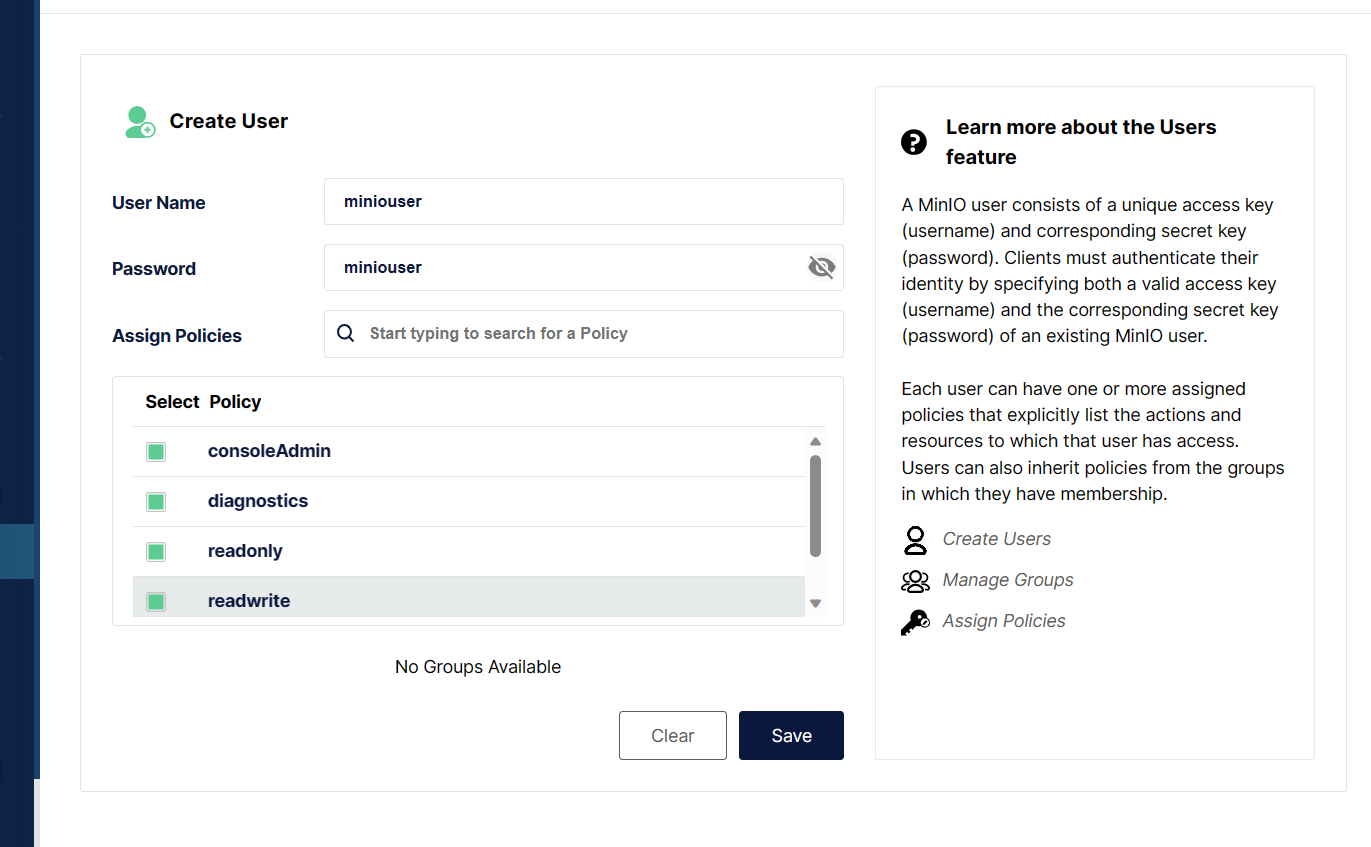 Create User
User Name
miniouser
Password
miniouser
Assign Policies
Start typing to search for a Policy
Select Policy
consoleAdmin
diagnostics
readonly
readwrite
No Groups Available
Clear
Save
Learn more about the Users
feature
A MinIO user consists of a unique access key
(username) and corresponding secret key
(password). Clients must authenticate their
identity by specifying both a valid access key
(username) and the corresponding secret key
(password) of an existing MinIO user.
Each user can have one or more assigned
policies that explicitly list the actions and
resources to which that user has access.
Users can also inherit policies from the groups
in which they have membership.
Create Users
Manage Groups
Assign Policies